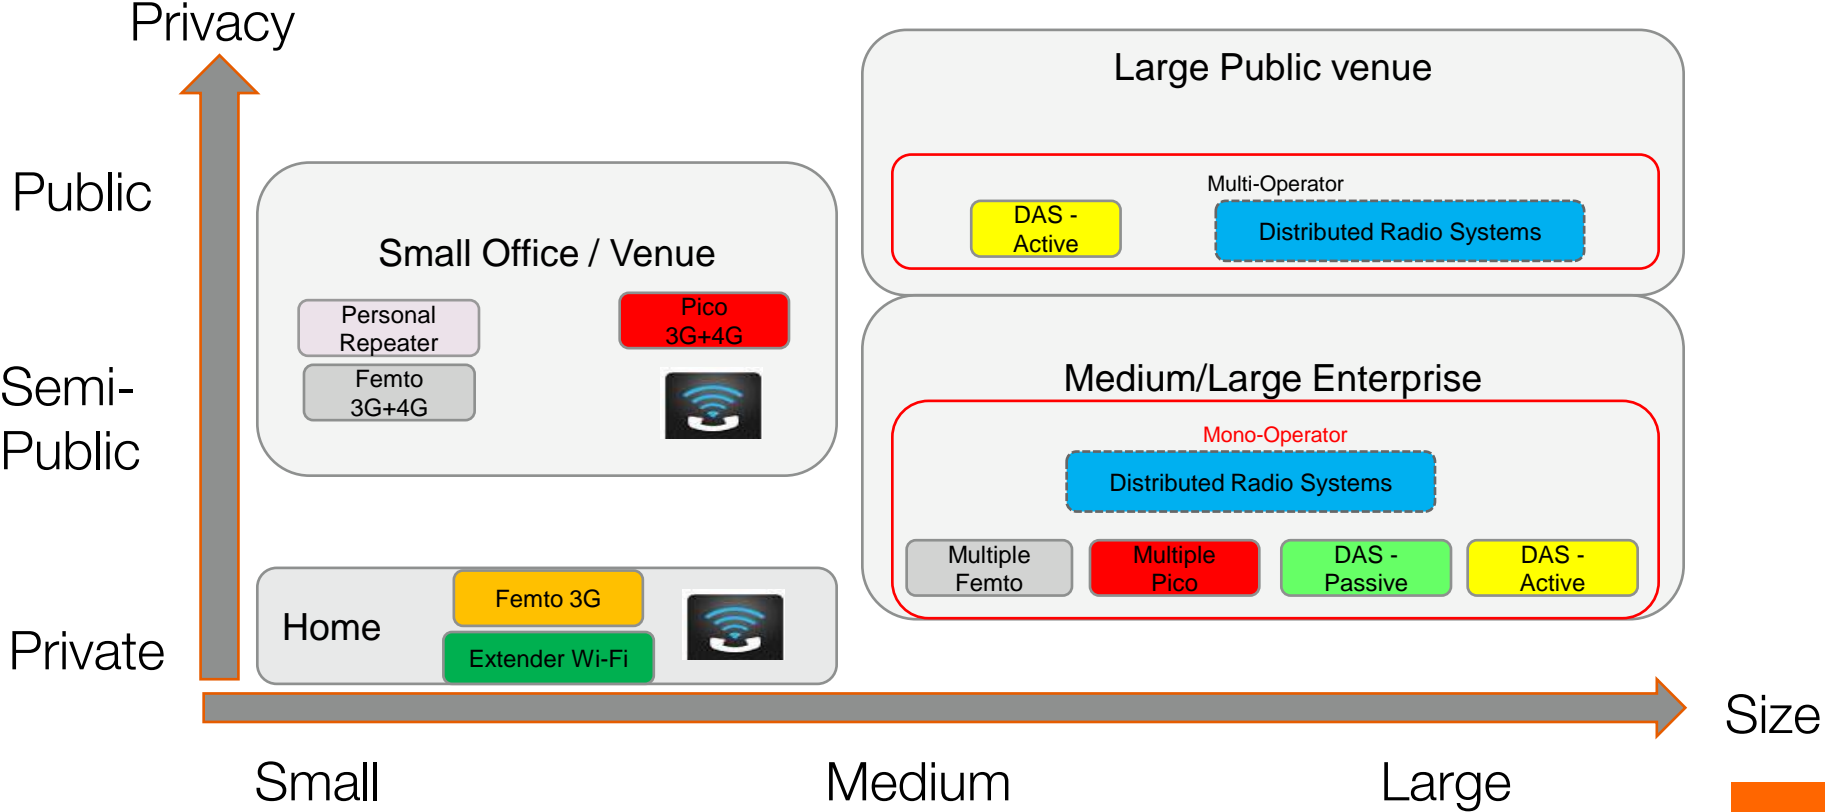 Privacy
Large Public venue
Public
Multi-Operator
DAS -
Active
Distributed Radio Systems
Small Office / Venue
Personal
Repeater
Pico
3G+4G
Femto
3G+4G
Semi-
Public
Medium/Large Enterprise
Mono-Operator
Distributed Radio Systems
Multiple
Femto
Multiple
Pico
DAS -
Passive
DAS -
Active
Private
Home
Femto 3G
Extender Wi-Fi
Size
Small
Medium
Large